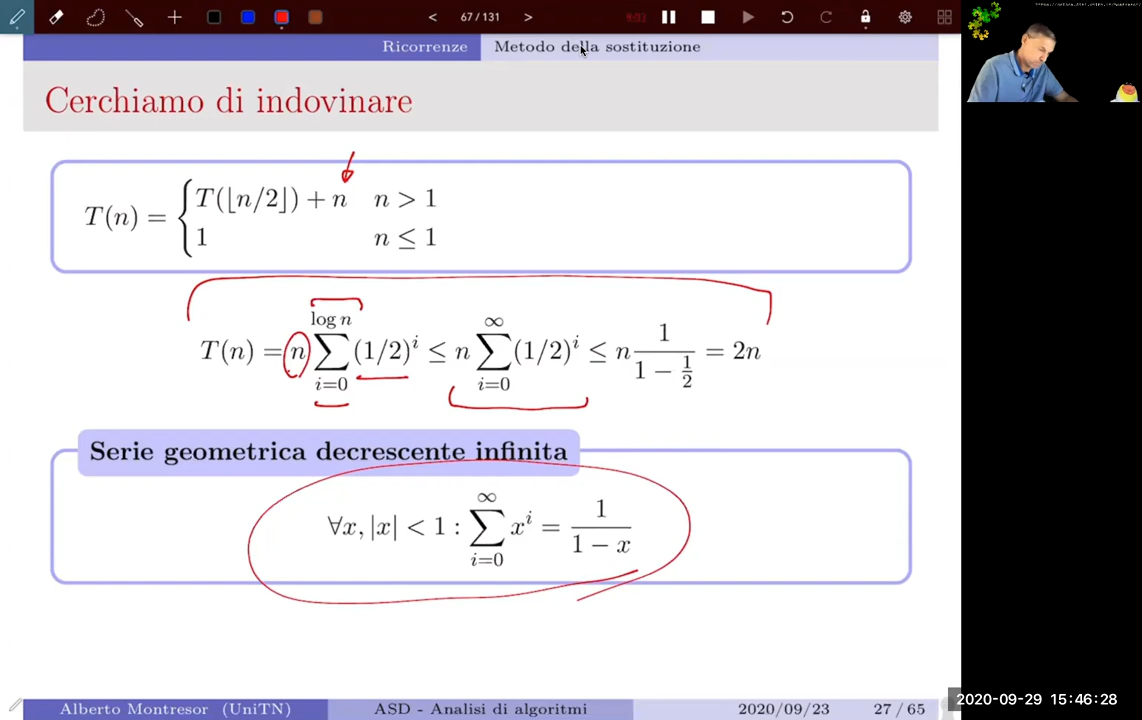 67 / 131
Ricorrenze Metodo della sostituzione
Cerchiamo di indovinare
T(n) = { T(⌊n/2⌋) + n n > 1
1 n ≤ 1
T(n) = n ∑_{i=0}^{log n} (1/2)^i ≤ n ∑_{i=0}^{∞} (1/2)^i ≤ n 1/(1 − 1/2) = 2n
Serie geometrica decrescente infinita
∀x, |x| < 1 : ∑_{i=0}^{∞} x^i = 1/(1 − x)
Alberto Montresor (UniTN) ASD - Analisi di algoritmi 2020/09/23 27 / 65
2020-09-29 15:46:28